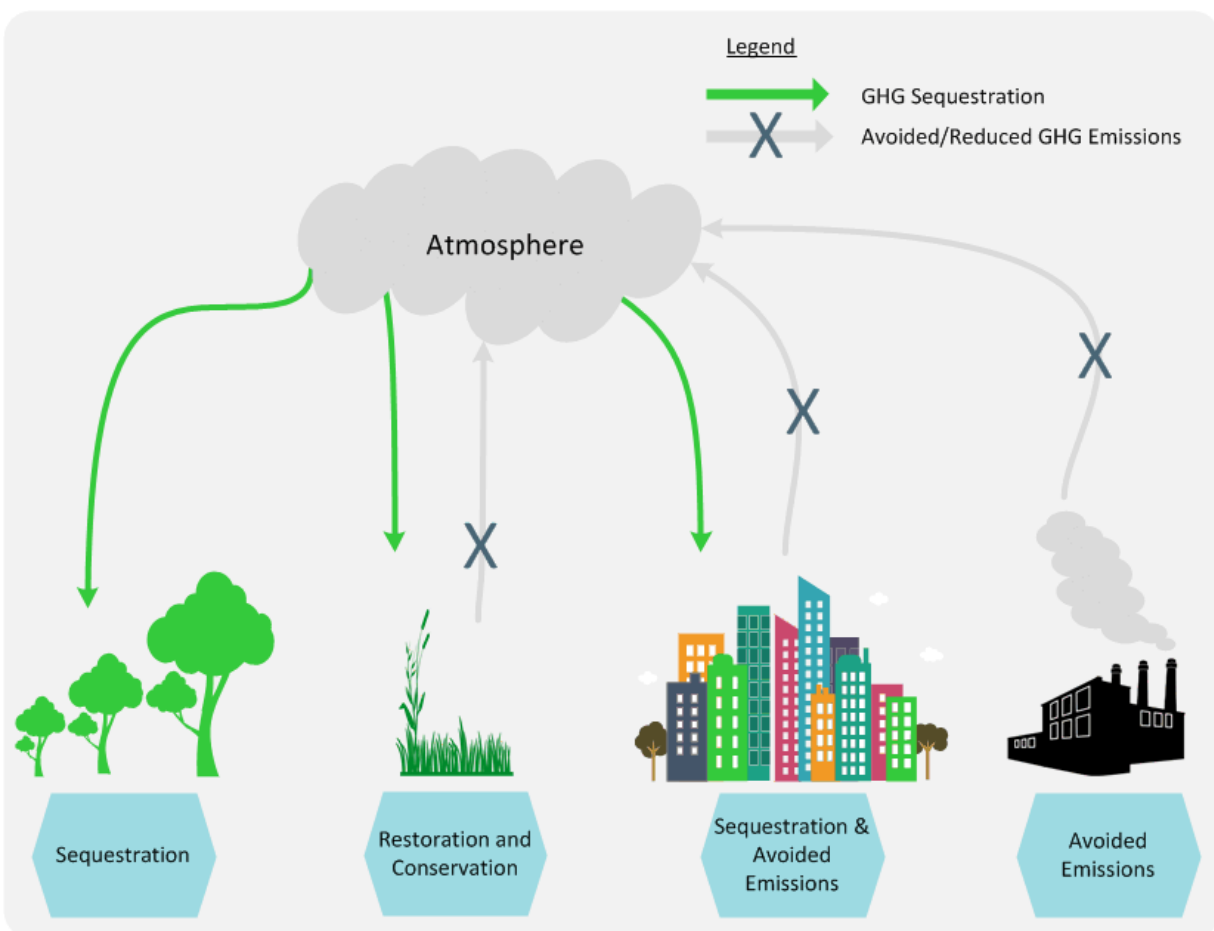 Legend
GHG Sequestration
X
Avoided/Reduced GHG Emissions
Atmosphere
X
X
X
Sequestration
Restoration and
Conservation
Sequestration &
Avoided
Emissions
Avoided
Emissions